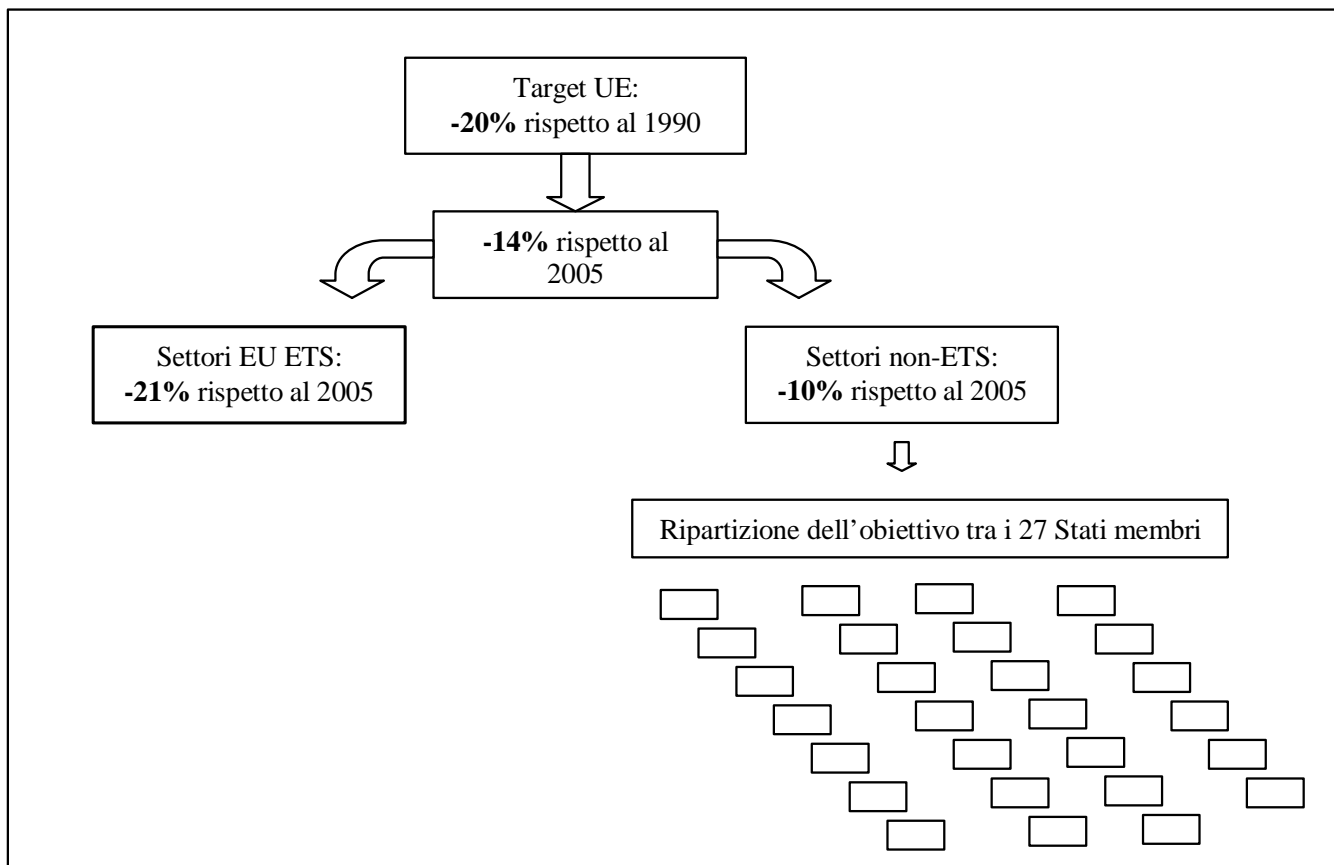 Target UE:
-20% rispetto al 1990
-14% rispetto al
2005
Settori EU ETS:
-21% rispetto al 2005
Settori non-ETS:
-10% rispetto al 2005
Ripartizione dell’obiettivo tra i 27 Stati membri